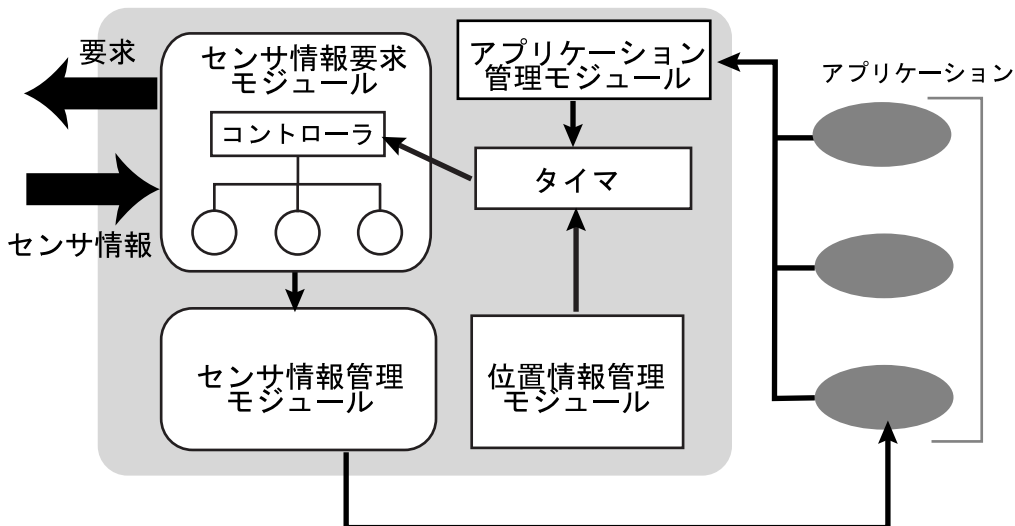 要求
センサ情報要求
モジュール
コントローラ
センサ情報
アプリケーション
管理モジュール
タイマ
アプリケーション
センサ情報管理
モジュール
位置情報管理
モジュール